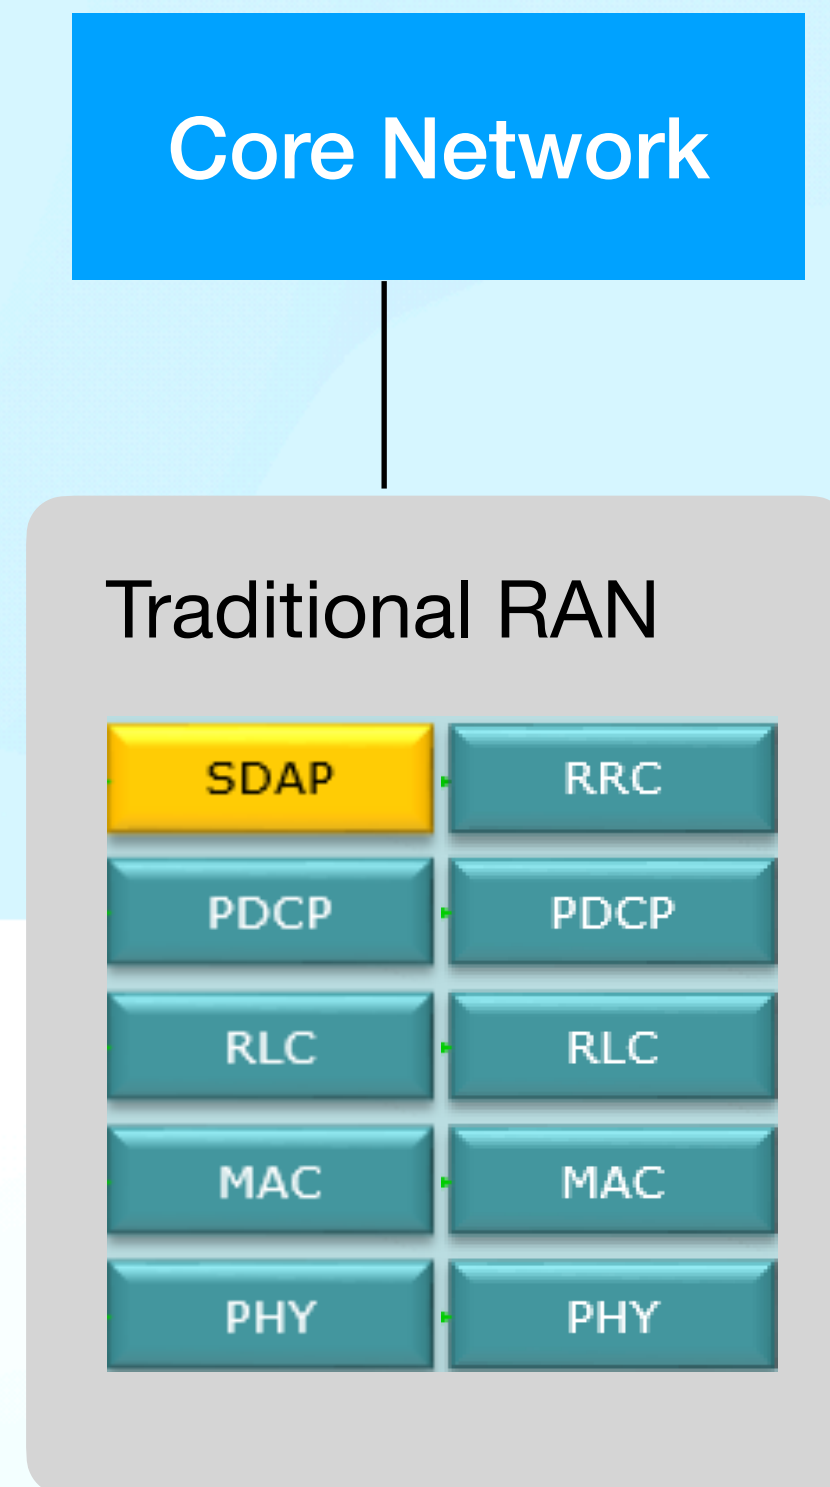 Core Network
Traditional RAN
SDAP RRC
PDCP PDCP
RLC RLC
MAC MAC
PHY PHY